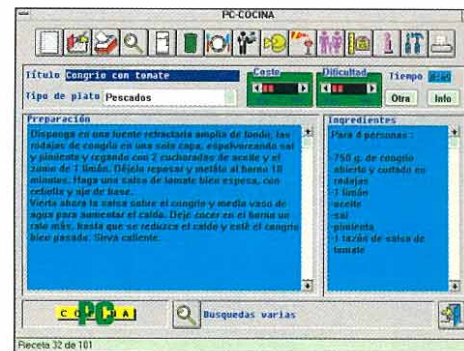 PC-COCINA
Título Congrio con tomate
Coste
Dificultad
Tiempo
Tipo de plato Pescados
Otra
Info
Preparación
Disponga en una fuente refractaria amplia de fondo, las
rodajas de congrio en una sola capa, espolvoreando sal
y pimienta y regando con 2 cucharadas de aceite y el
zumo de 1 limón. Déjelo reposar y métalo al horno 10
minutos. Haga una salsa de tomate bien espesa, con
cebolla y ajo de base.
Vierta ahora la salsa sobre el congrio y medio vaso de
agua para aumentar el caldo. Deje cocer en el horno un
rato más, hasta que se reduzca el caldo y esté el congrio
bien pasado. Sirva caliente.
Ingredientes
Para 4 personas :
-750 g. de congrio
abierto y cortado en
rodajas
-1 limón
-aceite
-sal
-pimienta
-1 tazón de salsa de
tomate
COCINA
PC
Busquedas varias
Receta 32 de 101